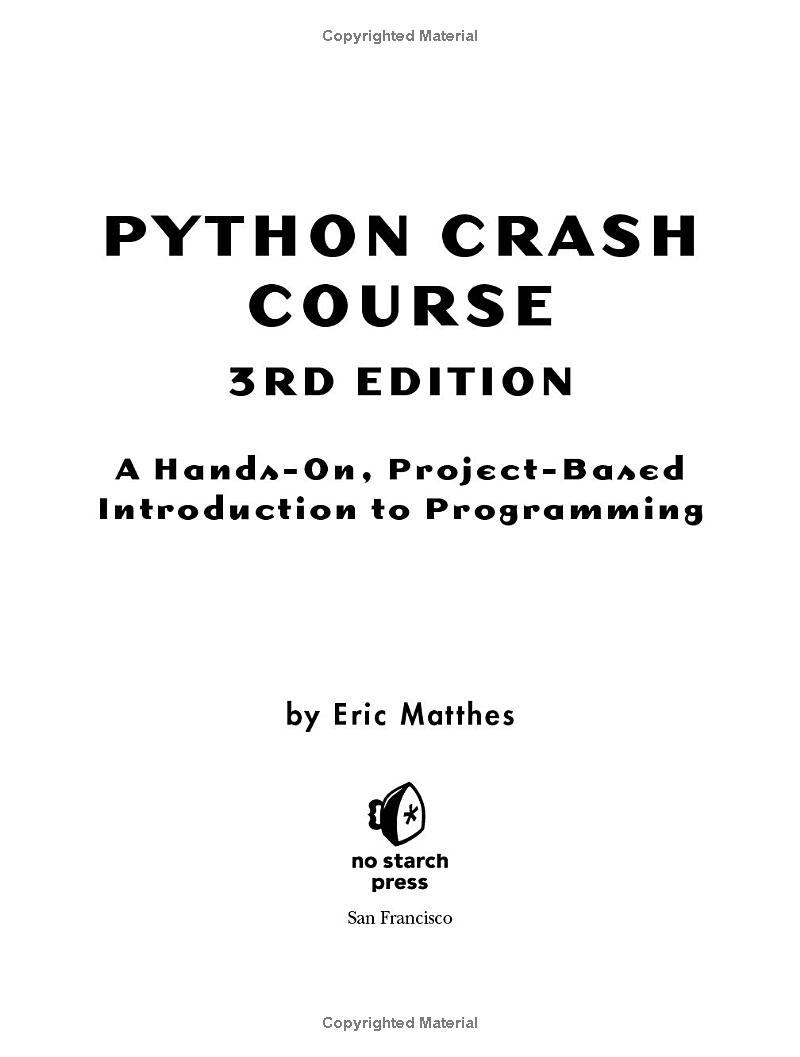 Copyrighted Material
PYTHON CRASH
COURSE
3RD EDITION
A Hands-On, Project-Based
Introduction to Programming
by Eric Matthes
no starch
press
San Francisco
Copyrighted Material